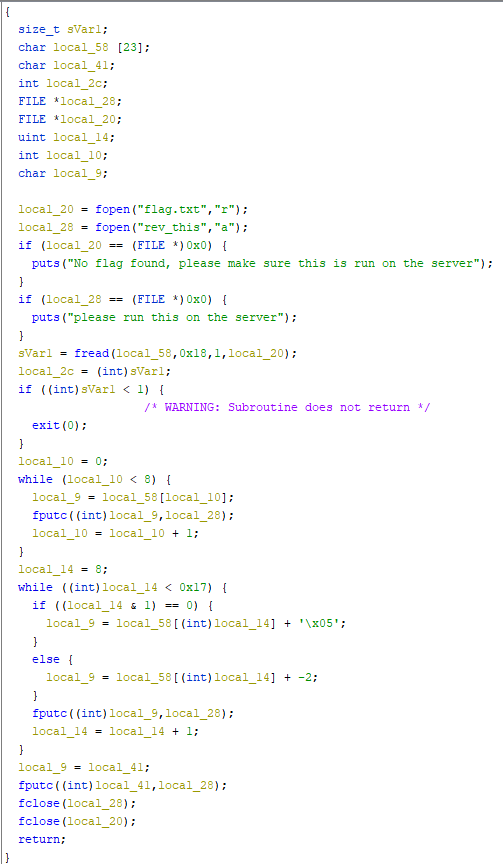 {
  size_t sVar1;
  char local_58 [23];
  char local_41;
  int local_2c;
  FILE *local_28;
  FILE *local_20;
  uint local_14;
  int local_10;
  char local_9;
  local_20 = fopen("flag.txt","r");
  local_28 = fopen("rev_this","a");
  if (local_20 == (FILE *)0x0) {
    puts("No flag found, please make sure this is run on the server");
  }
  if (local_28 == (FILE *)0x0) {
    puts("please run this on the server");
  }
  sVar1 = fread(local_58,0x18,1,local_20);
  local_2c = (int)sVar1;
  if ((int)sVar1 < 1) {
                    /* WARNING: Subroutine does not return */
    exit(0);
  }
  local_10 = 0;
  while (local_10 < 8) {
    local_9 = local_58[local_10];
    fputc((int)local_9,local_28);
    local_10 = local_10 + 1;
  }
  local_14 = 8;
  while ((int)local_14 < 0x17) {
    if ((local_14 & 1) == 0) {
      local_9 = local_58[(int)local_14] + '\x05';
    }
    else {
      local_9 = local_58[(int)local_14] + -2;
    }
    fputc((int)local_9,local_28);
    local_14 = local_14 + 1;
  }
  local_9 = local_41;
  fputc((int)local_41,local_28);
  fclose(local_28);
  fclose(local_20);
  return;
}